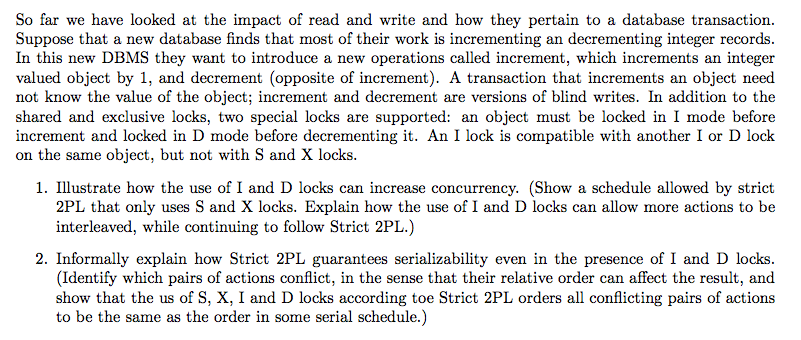 So far we have looked at the impact of read and write and how they pertain to a database transaction.
Suppose that a new database finds that most of their work is incrementing an decrementing integer records.
In this new DBMS they want to introduce a new operations called increment, which increments an integer
valued object by 1, and decrement (opposite of increment). A transaction that increments an object need
not know the value of the object; increment and decrement are versions of blind writes. In addition to the
shared and exclusive locks, two special locks are supported: an object must be locked in I mode before
increment and locked in D mode before decrementing it. An I lock is compatible with another I or D lock
on the same object, but not with S and X locks.
1. Illustrate how the use of I and D locks can increase concurrency. (Show a schedule allowed by strict
2PL that only uses S and X locks. Explain how the use of I and D locks can allow more actions to be
interleaved, while continuing to follow Strict 2PL.)
2. Informally explain how Strict 2PL guarantees serializability even in the presence of I and D locks.
(Identify which pairs of actions conflict, in the sense that their relative order can affect the result, and
show that the us of S, X, I and D locks according toe Strict 2PL orders all conflicting pairs of actions
to be the same as the order in some serial schedule.)